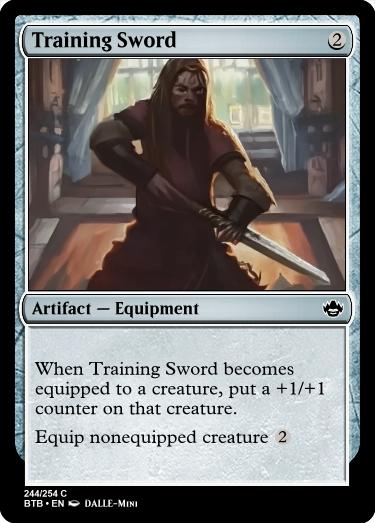 Training Sword 2
Artifact — Equipment
When Training Sword becomes
equipped to a creature, put a +1/+1
counter on that creature.
Equip nonequipped creature 2
244/254 C
BTB • EN DALLE-Mini